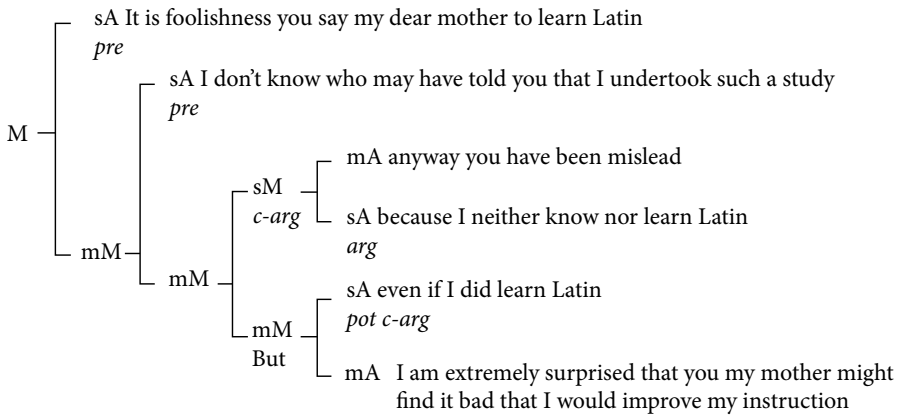 sA It is foolishness you say my dear mother to learn Latin
pre
sA I don't know who may have told you that I undertook such a study
pre
M
mA anyway you have been mislead
sM
c-arg
sA because I neither know nor learn Latin
arg
mM
mM
sA even if I did learn Latin
pot c-arg
mM
But
mA I am extremely surprised that you my mother might
find it bad that I would improve my instruction